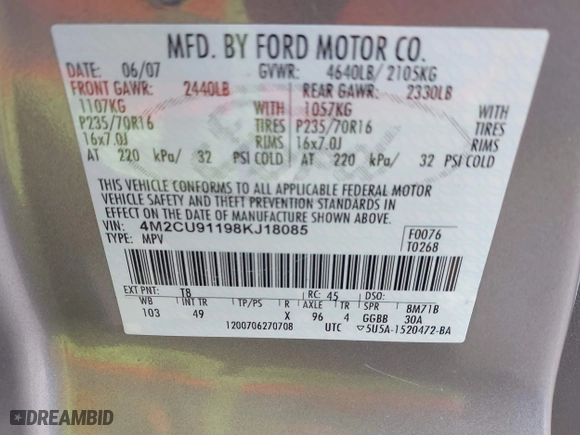 MFD. BY FORD MOTOR CO.
DATE: 06/07 GVWR: 4640LB/ 2105KG
FRONT GAWR: 2440LB REAR GAWR: 2330LB
1107KG WITH 1057KG WITH
P235/70R16 TIRES P235/70R16 TIRES
16x7.0J RIMS 16x7.0J RIMS
AT 220 kPa/ 32 PSI COLD AT 220 kPa/ 32 PSI COLD
THIS VEHICLE CONFORMS TO ALL APPLICABLE FEDERAL MOTOR
VEHICLE SAFETY AND THEFT PREVENTION STANDARDS IN
EFFECT ON THE DATE OF MANUFACTURE SHOWN ABOVE.
VIN: 4M2CU91198KJ18085 F0076
TYPE: MPV T0268
EXT PNT: T8 RC: 45 DSO:
WB INT TR TP/PS R AXLE TR SPR 8M71B
103 49 X 96 4 GGBB 30A
1200706270708 UTC 5U5A-1520472-BA
DREAMBID